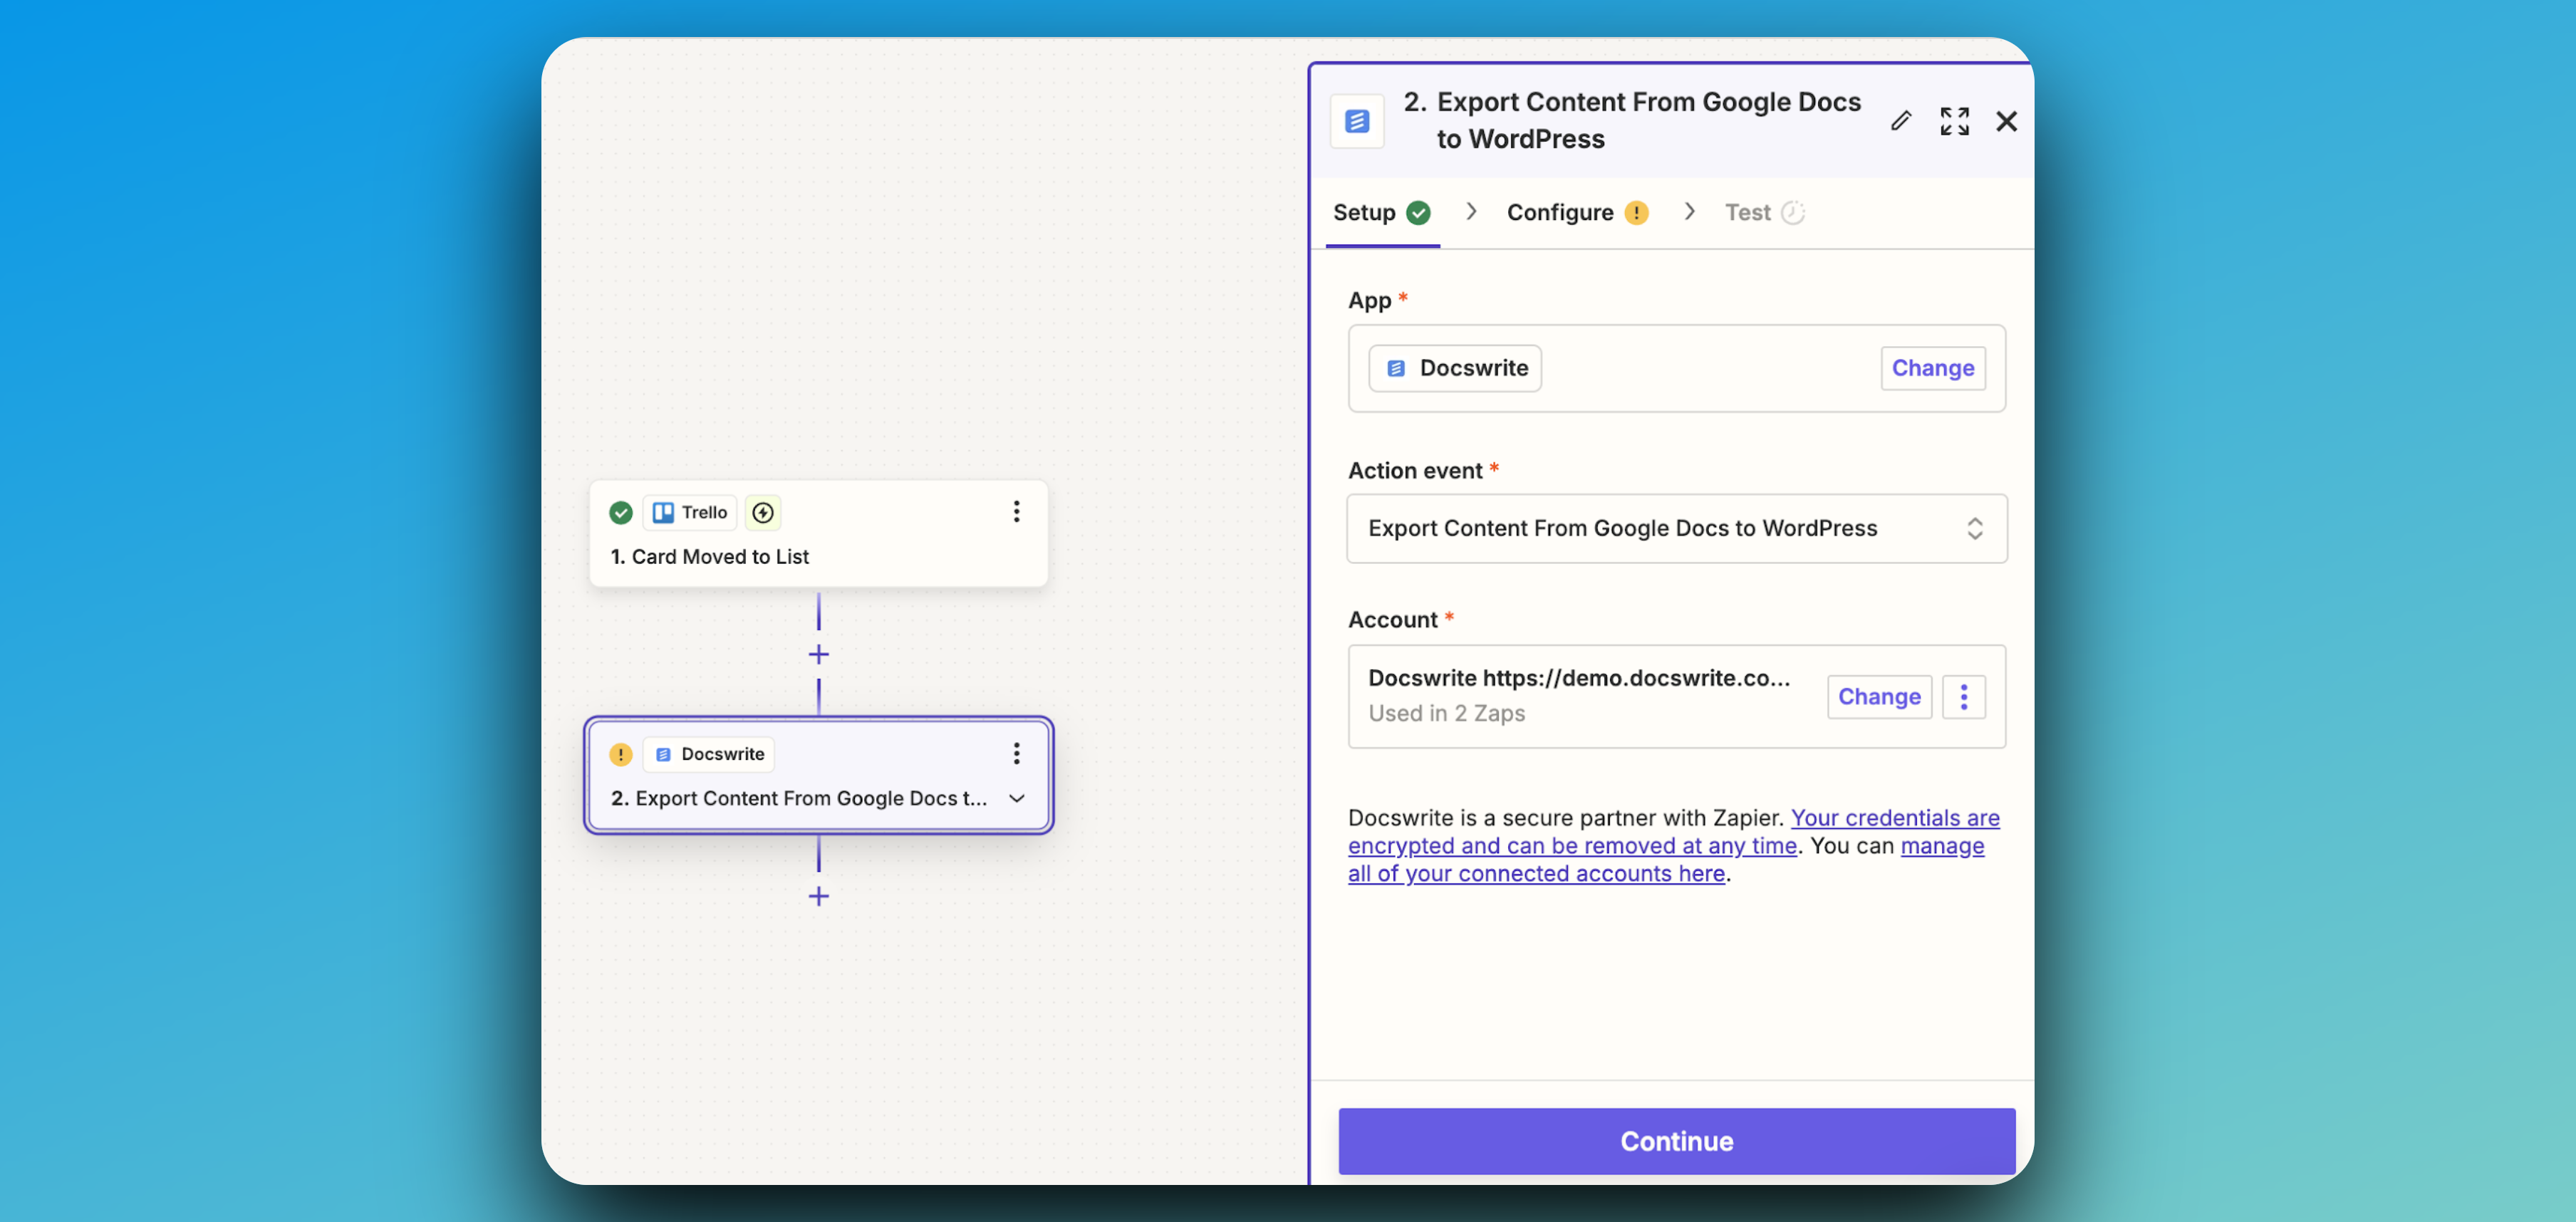 Trello
1. Card Moved to List
Docswrite
2. Export Content From Google Docs t...
2. Export Content From Google Docs
to WordPress
Setup
Configure
Test
App *
Docswrite
Change
Action event *
Export Content From Google Docs to WordPress
Account *
Docswrite https://demo.docswrite.co...
Used in 2 Zaps
Change
Docswrite is a secure partner with Zapier. Your credentials are
encrypted and can be removed at any time. You can manage
all of your connected accounts here.
Continue